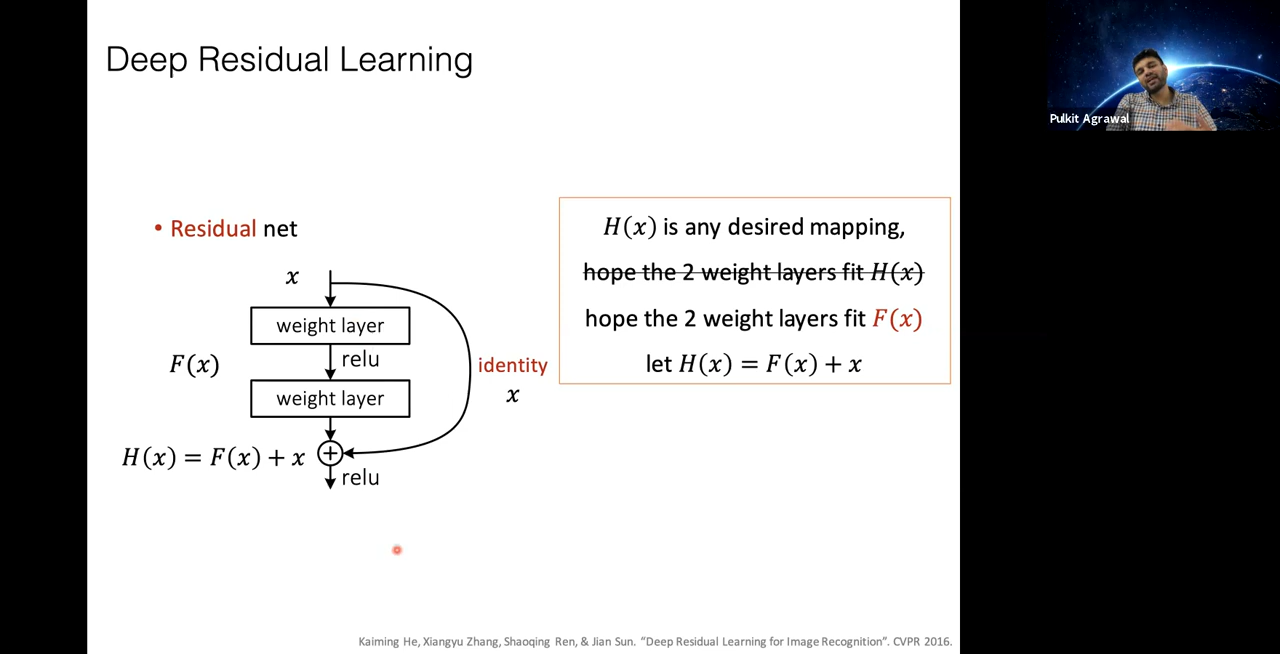 Deep Residual Learning
Pulkit Agrawal
• Residual net
x
weight layer
F(x)
relu
weight layer
identity
x
H(x) = F(x) + x
relu
H(x) is any desired mapping,
hope the 2 weight layers fit H(x)
hope the 2 weight layers fit F(x)
let H(x) = F(x) + x
Kaiming He, Xiangyu Zhang, Shaoqing Ren, & Jian Sun. “Deep Residual Learning for Image Recognition”. CVPR 2016.